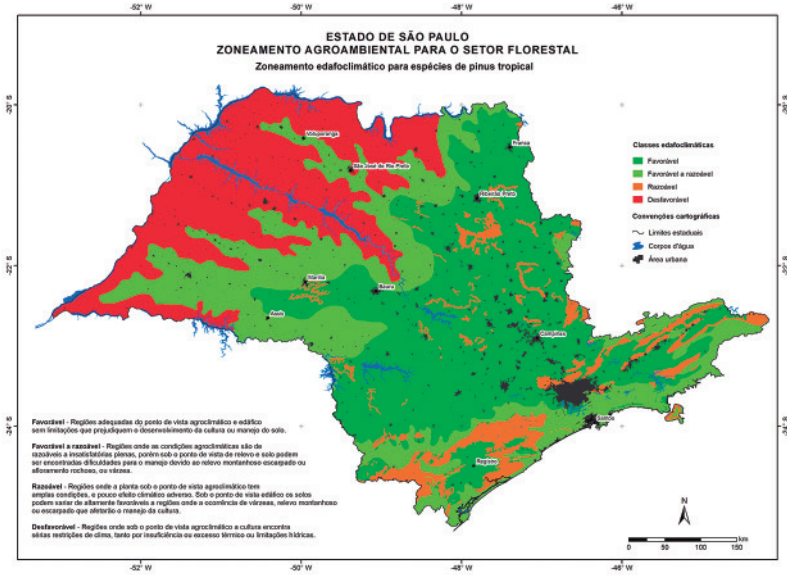 -52° W
-50° W
-48° W
-46° W
ESTADO DE SÃO PAULO
ZONEAMENTO AGROAMBIENTAL PARA O SETOR FLORESTAL
Zoneamento edafoclimático para espécies de pinus tropical
-20° S
-20° S
Votuporanga
Franca
São José do Rio Preto
Ribeirão Preto
Classes edafoclimáticas
Favorável
Favorável a razoável
Razoável
Desfavorável
Convenções cartográficas
Limites estaduais
Corpos d'água
Área urbana
-22° S
-22° S
Marília
Bauru
Assis
Campinas
-24° S
-24° S
Santos
Registro
Favorável - Regiões adequadas do ponto de vista agroclimático e edáfico
sem limitações que prejudiquem o desenvolvimento da cultura ou manejo do solo.
Favorável a razoável - Regiões onde as condições agroclimáticas são de
razoáveis a insatisfatórias plenas, porém sob o ponto de vista de relevo e solo podem
ser encontradas dificuldades para o manejo devido ao relevo montanhoso escarpado ou
afloramento rochoso, ou várzea.
Razoável - Regiões onde a planta sob o ponto de vista agroclimático tem
amplas condições, e pouco efeito climático adverso. Sob o ponto de vista edáfico os solos
podem variar de altamente favoráveis a regiões onde a ocorrência de várzeas, relevo montanhoso
ou escarpado que afetarão o manejo da cultura.
Desfavorável - Regiões onde sob o ponto de vista agroclimático a cultura encontra
sérias restrições de clima, tanto por insuficiência ou excesso térmico ou limitações hídricas.
N
km
0 25 50 100 150
-52° W
-50° W
-48° W
-46° W